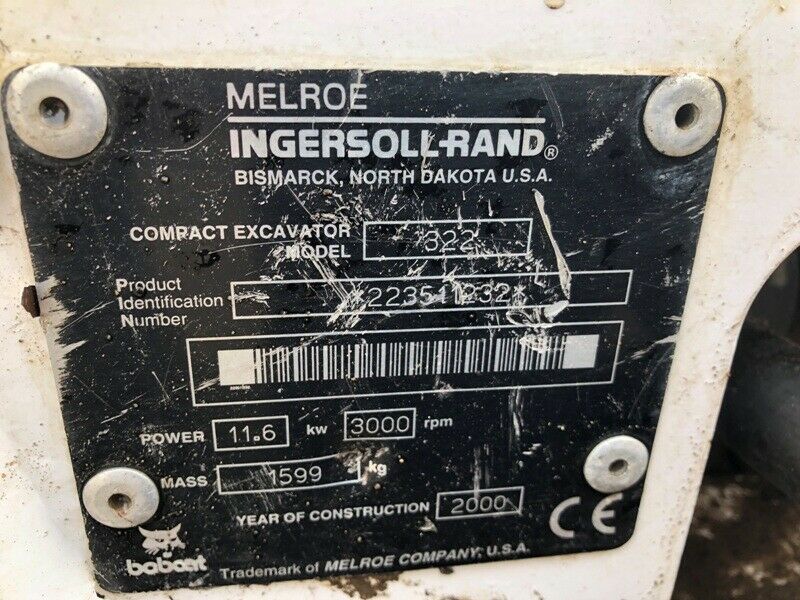 MELROE
INGERSOLL-RAND®
BISMARCK, NORTH DAKOTA U.S.A.
COMPACT EXCAVATOR MODEL 322
Product Identification Number *223511232*
POWER 11.6 kw 3000 rpm
MASS 1599 kg
YEAR OF CONSTRUCTION 2000
CE
bobcat Trademark of MELROE COMPANY, U.S.A.